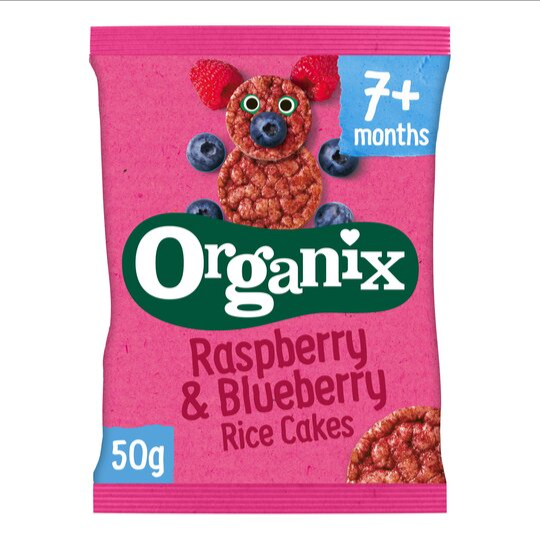 7+
months
Organix
Raspberry
& Blueberry
Rice Cakes
50g